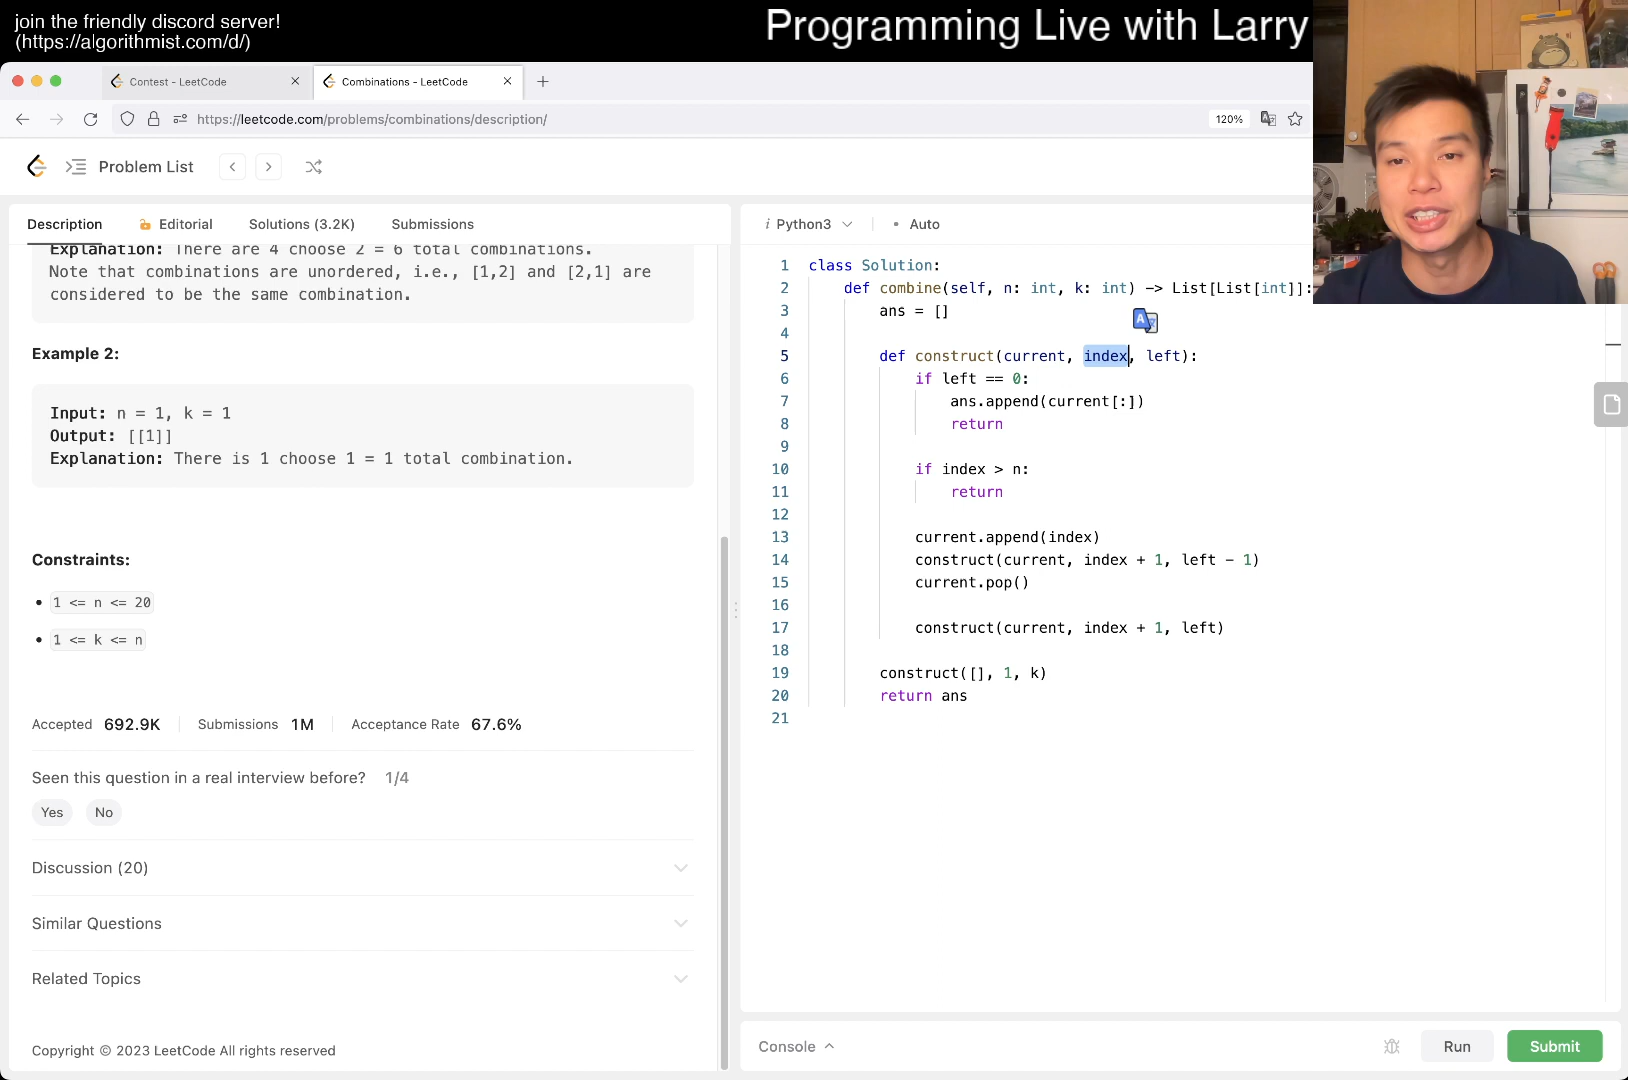 join the friendly discord server!
(https://algorithmist.com/d/)
Programming Live with Larry
Contest - LeetCode
Combinations - LeetCode
https://leetcode.com/problems/combinations/description/
120%
Problem List
Description
Editorial
Solutions (3.2K)
Submissions
Explanation: There are 4 choose 2 = 6 total combinations.
Note that combinations are unordered, i.e., [1,2] and [2,1] are
considered to be the same combination.
Example 2:
Input: n = 1, k = 1
Output: [[1]]
Explanation: There is 1 choose 1 = 1 total combination.
Constraints:
• 1 <= n <= 20
• 1 <= k <= n
Accepted 692.9K
Submissions 1M
Acceptance Rate 67.6%
Seen this question in a real interview before? 1/4
Yes
No
Discussion (20)
Similar Questions
Related Topics
Copyright © 2023 LeetCode All rights reserved
i Python3
• Auto
1 class Solution:
2 def combine(self, n: int, k: int) -> List[List[int]]:
3 ans = []
4
5 def construct(current, index, left):
6 if left == 0:
7 ans.append(current[:])
8 return
9
10 if index > n:
11 return
12
13 current.append(index)
14 construct(current, index + 1, left - 1)
15 current.pop()
16
17 construct(current, index + 1, left)
18
19 construct([], 1, k)
20 return ans
21
Console
Run
Submit